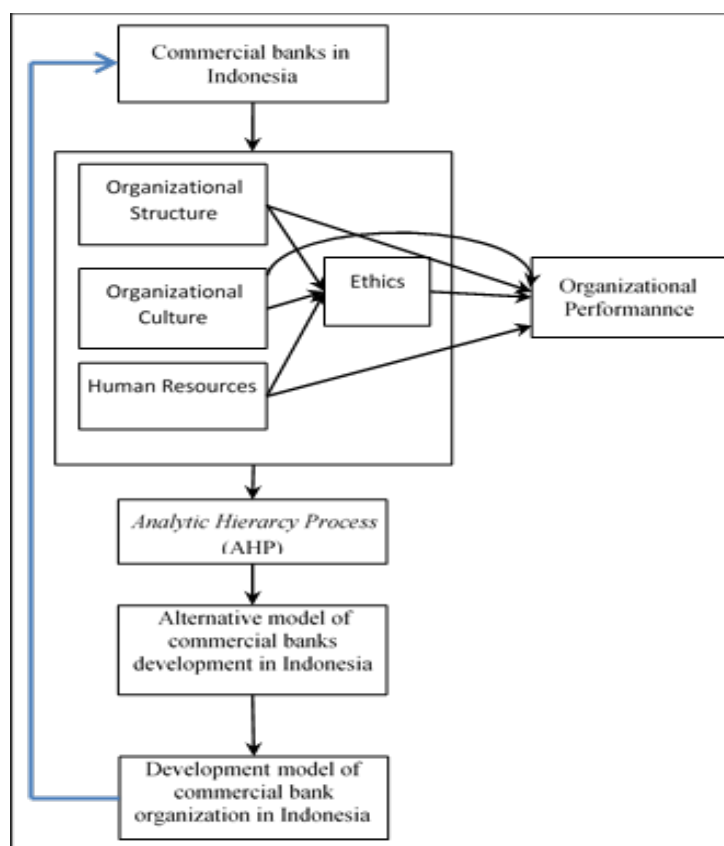 Commercial banks in
Indonesia
Organizational
Structure
Organizational
Culture
Human Resources
Ethics
Organizational
Performannce
Analytic Hierarcy Process
(AHP)
Alternative model of
commercial banks
development in Indonesia
Development model of
commercial bank
organization in Indonesia